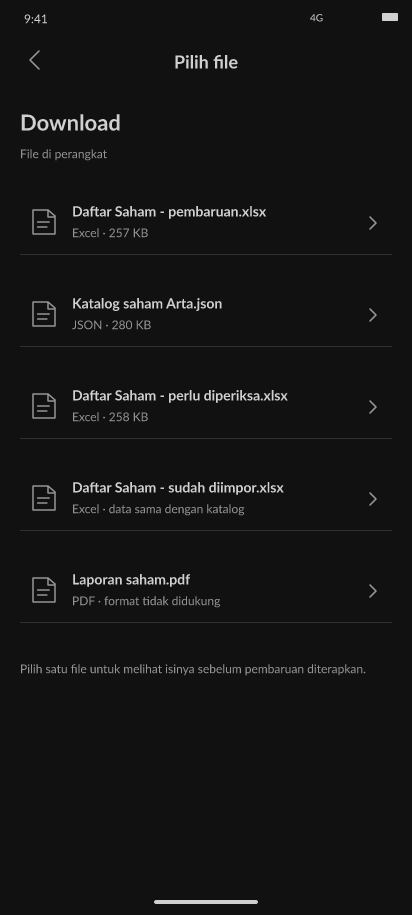 9:41
4G
Pilih file
Download
File di perangkat
Daftar Saham - pembaruan.xlsx
Excel · 257 KB
Katalog saham Arta.json
JSON · 280 KB
Daftar Saham - perlu diperiksa.xlsx
Excel · 258 KB
Daftar Saham - sudah diimpor.xlsx
Excel · data sama dengan katalog
Laporan saham.pdf
PDF · format tidak didukung
Pilih satu file untuk melihat isinya sebelum pembaruan diterapkan.